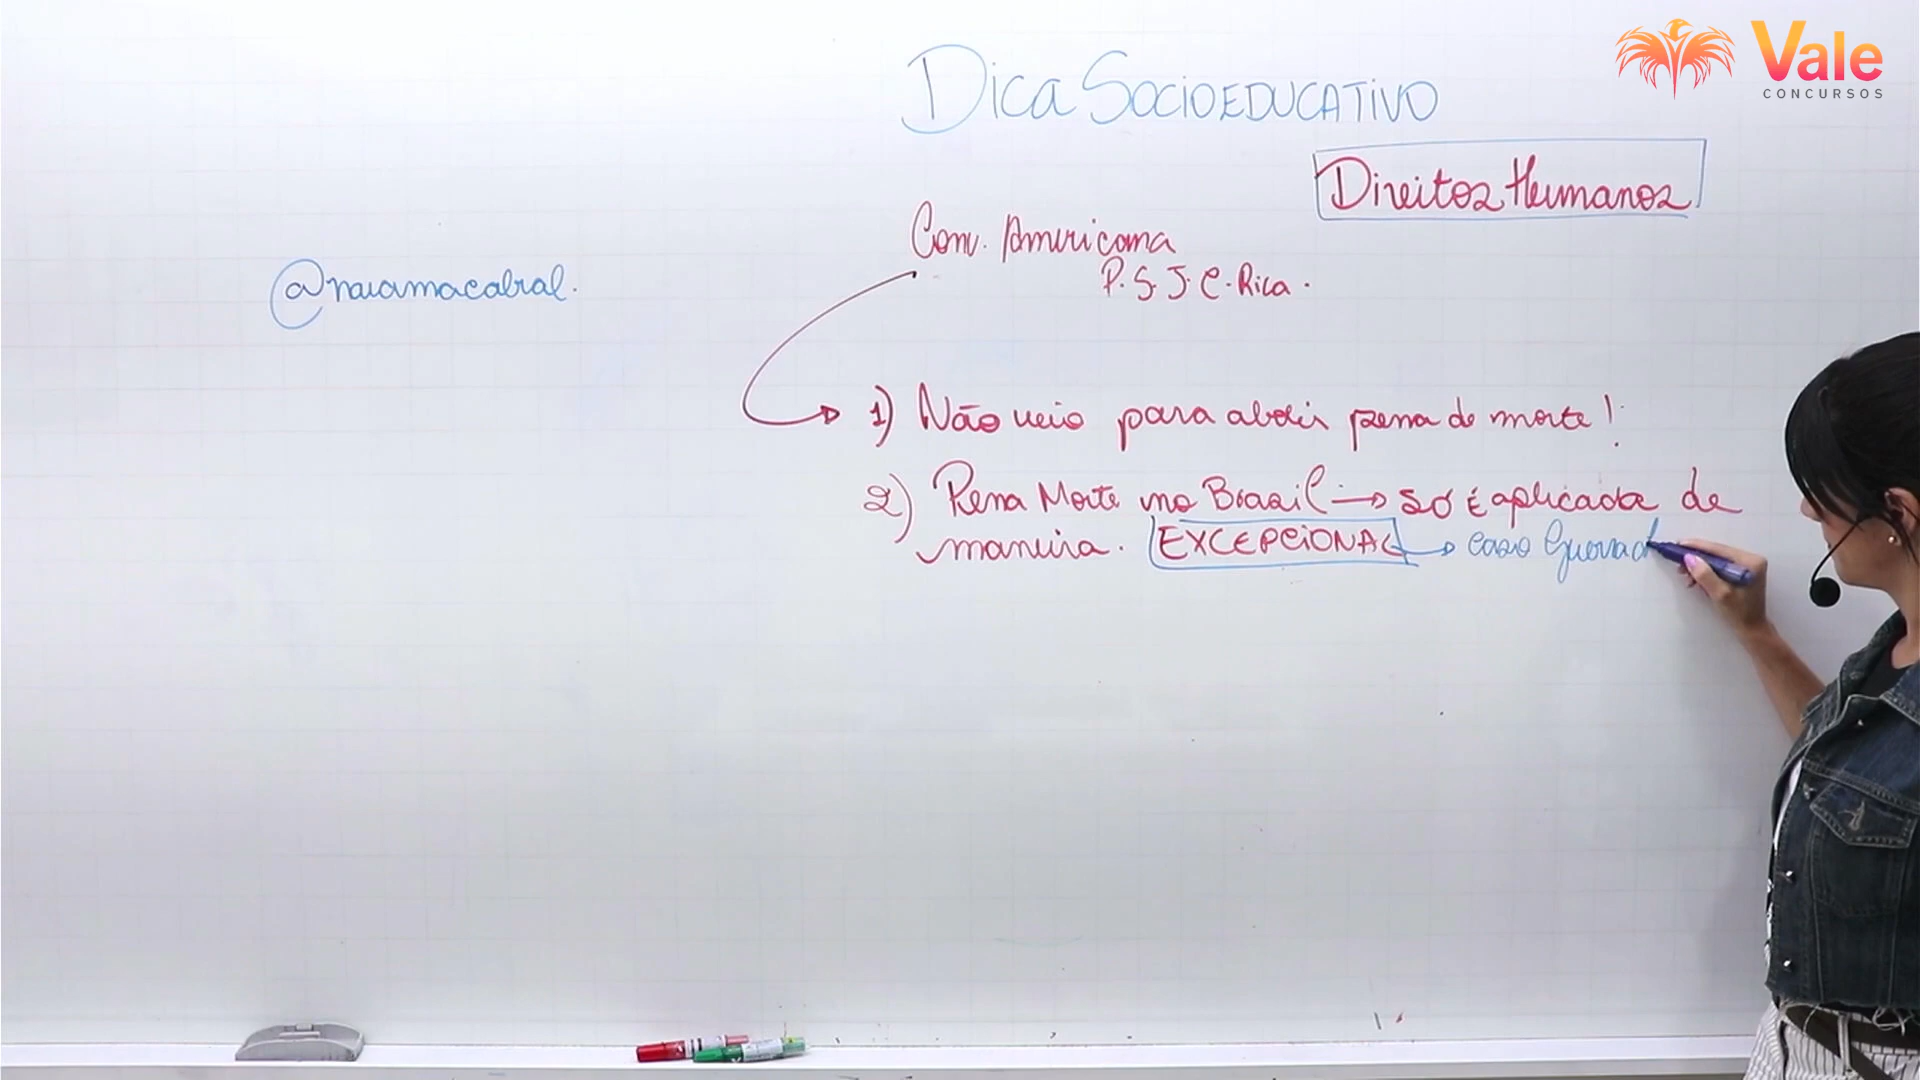 Vale
CONCURSOS
Dica SOCIOEDUCATIVO
Direitos Humanos
Conv. Americana
P. S. J. C. Rica.
@naiamacabral.
1) Não veio para abolir pena de morte!
2) Pena Morte no Brasil → só É aplicada de
maneira. EXCEPCIONAL → caso Guerra d